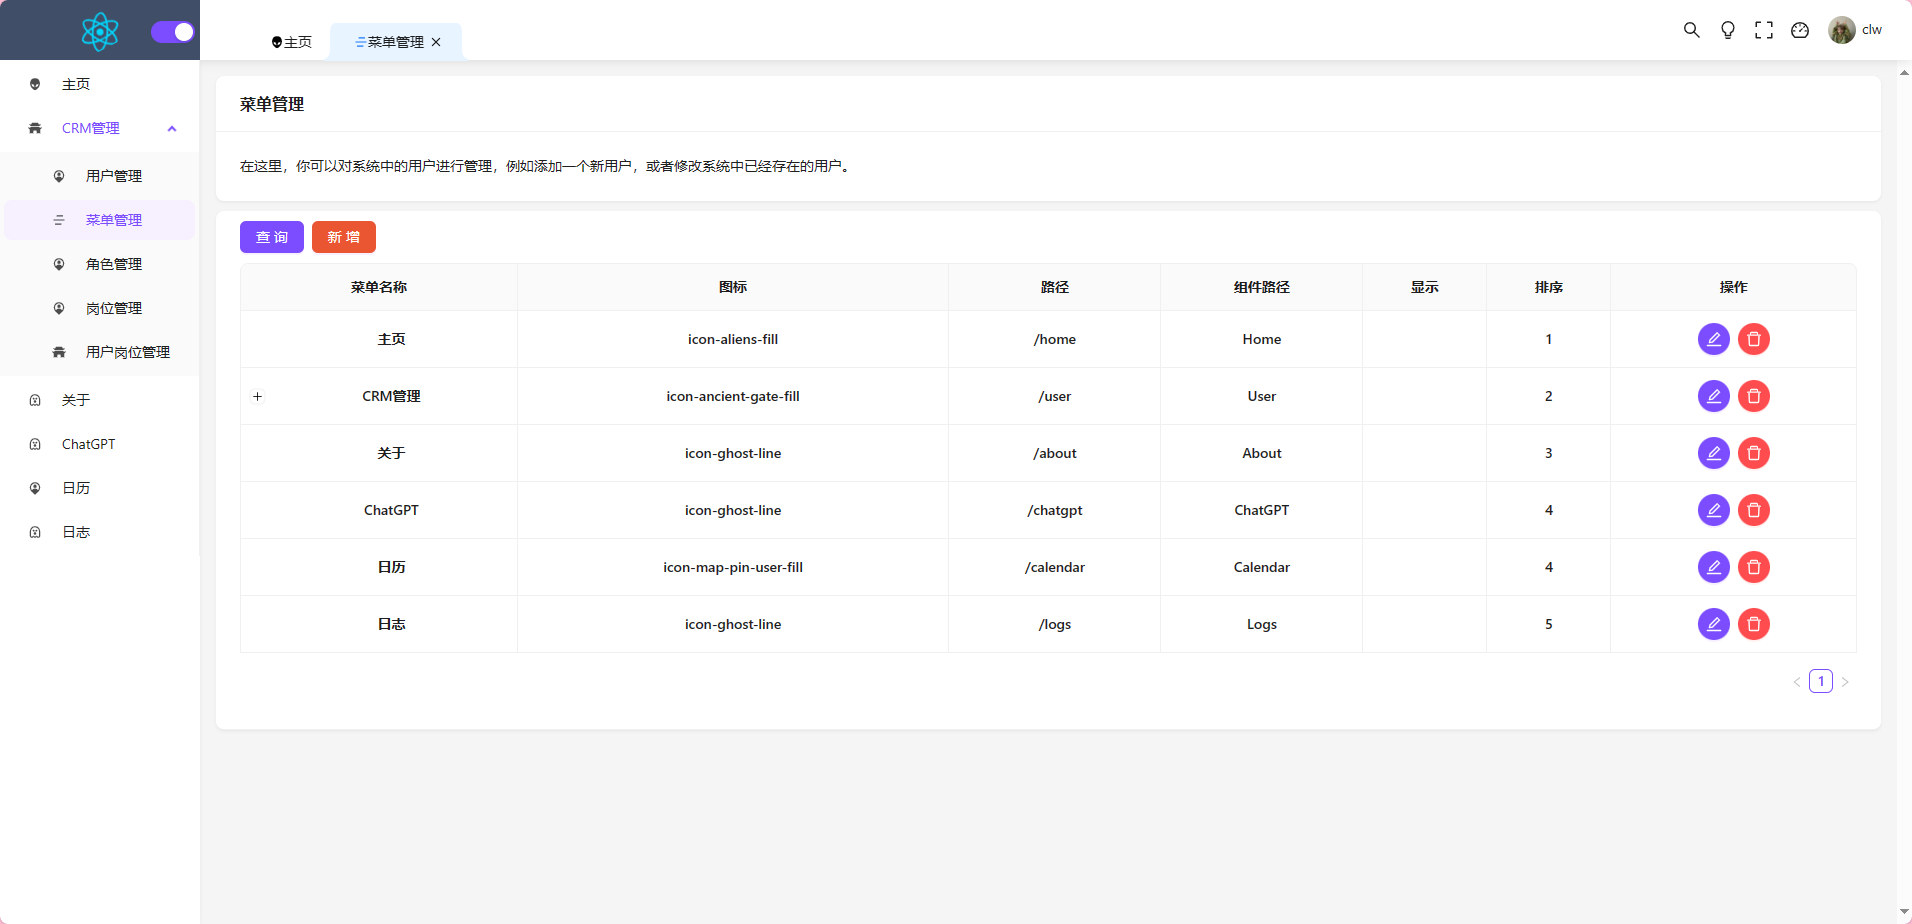 主页
菜单管理
clw
主页
CRM管理
用户管理
菜单管理
角色管理
岗位管理
用户岗位管理
关于
ChatGPT
日历
日志
菜单管理
在这里，你可以对系统中的用户进行管理，例如添加一个新用户，或者修改系统中已经存在的用户。
查 询 新 增
菜单名称 图标 路径 组件路径 显示 排序 操作
主页 icon-aliens-fill /home Home 1
CRM管理 icon-ancient-gate-fill /user User 2
关于 icon-ghost-line /about About 3
ChatGPT icon-ghost-line /chatgpt ChatGPT 4
日历 icon-map-pin-user-fill /calendar Calendar 4
日志 icon-ghost-line /logs Logs 5
1